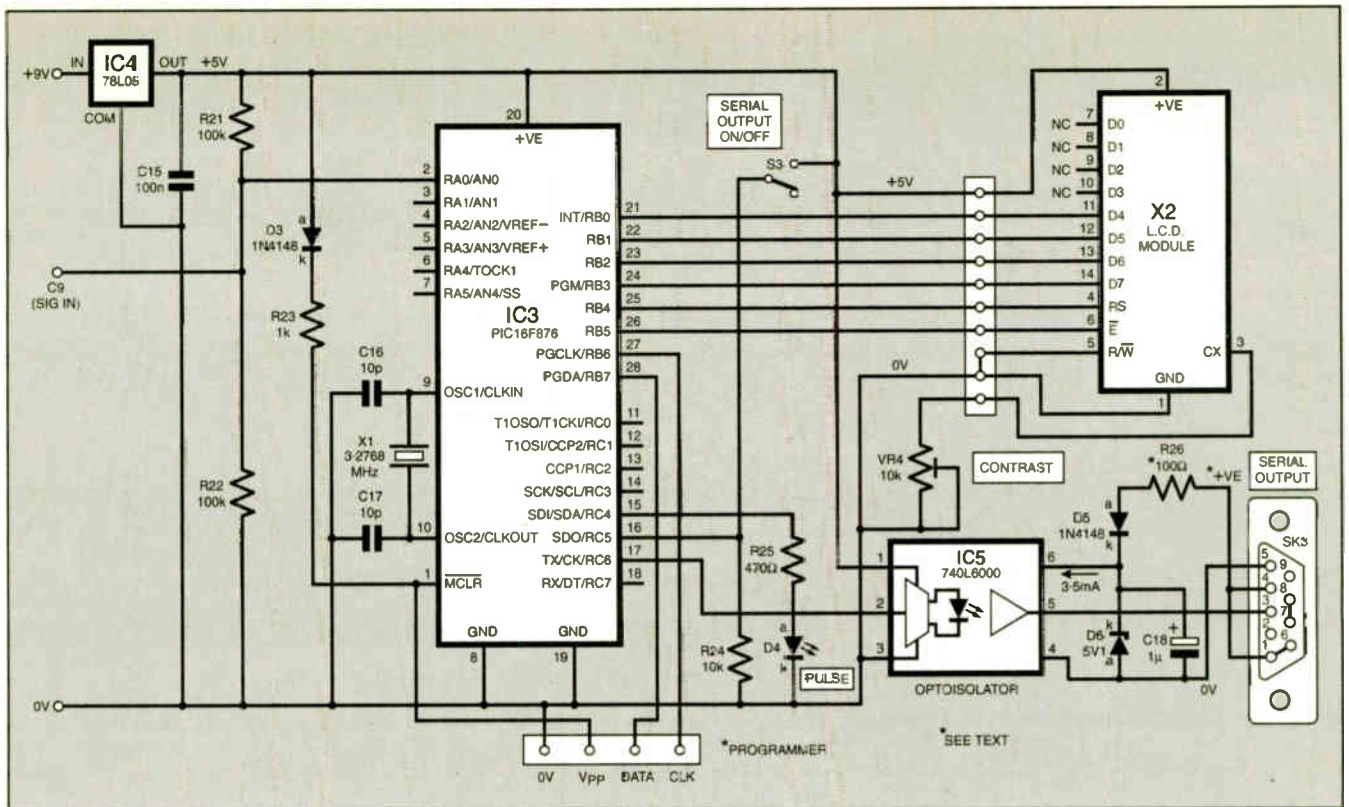 IN
IC4
78L05
OUT
+5V
+9V
COM
R21
100k
C15
100n
D3
1N4148
a
k
C9
(SIG IN)
R23
1k
R22
100k
C16
10p
X1
3·2768
MHz
C17
10p
0V
20
+VE
2
RA0/AN0
3
RA1/AN1
4
RA2/AN2/VREF−
5
RA3/AN3/VREF+
6
RA4/TOCK1
7
RA5/AN4/SS
IC3
PIC16F876
9
OSC1/CLKIN
10
OSC2/CLKOUT
1
MCLR
GND
8
GND
19
INT/RB0
21
RB1
22
RB2
23
PGM/RB3
24
RB4
25
RB5
26
PGCLK/RB6
27
PGDA/RB7
28
T1OSO/T1CKI/RC0
11
T1OSI/CCP2/RC1
12
CCP1/RC2
13
SCK/SCL/RC3
14
SDI/SDA/RC4
15
SDO/RC5
16
TX/CK/RC6
17
RX/DT/RC7
18
SERIAL
OUTPUT
ON/OFF
S3
+5V
0V
2
+VE
NC
7
D0
NC
8
D1
NC
9
D2
NC
10
D3
11
D4
12
D5
13
D6
14
D7
4
RS
6
E
5
R/W
X2
L.C.D.
MODULE
CX
3
GND
1
VR4
10k
CONTRAST
R25
470Ω
R24
10k
a
D4
k
PULSE
IC5
740L6000
1
2
3
6
5
4
3·5mA
OPTOISOLATOR
R26
*100Ω
*+VE
a
D5
1N4148
k
k
D6
5V1
a
+
C18
1µ
0V
SERIAL
OUTPUT
SK3
5
9
4
8
3
7
2
6
1
0V
Vpp
DATA
CLK
*PROGRAMMER
*SEE TEXT